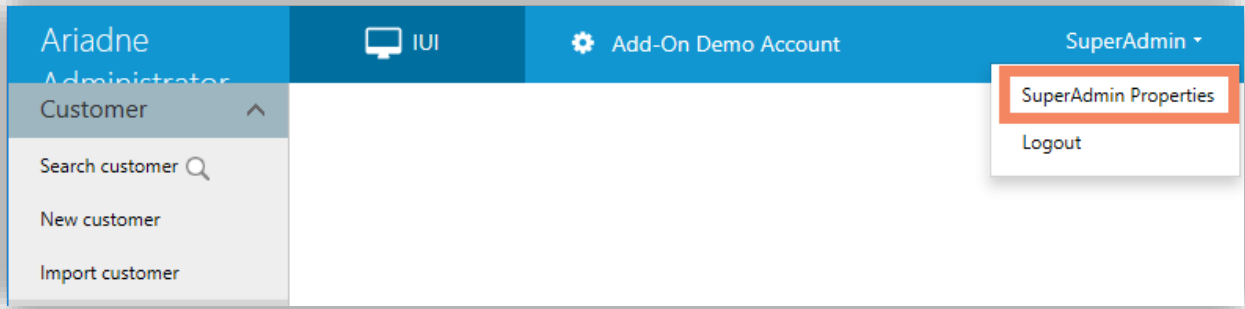 Ariadne
Administrator
IUI
Add-On Demo Account
SuperAdmin
SuperAdmin Properties
Logout
Customer
Search customer
New customer
Import customer